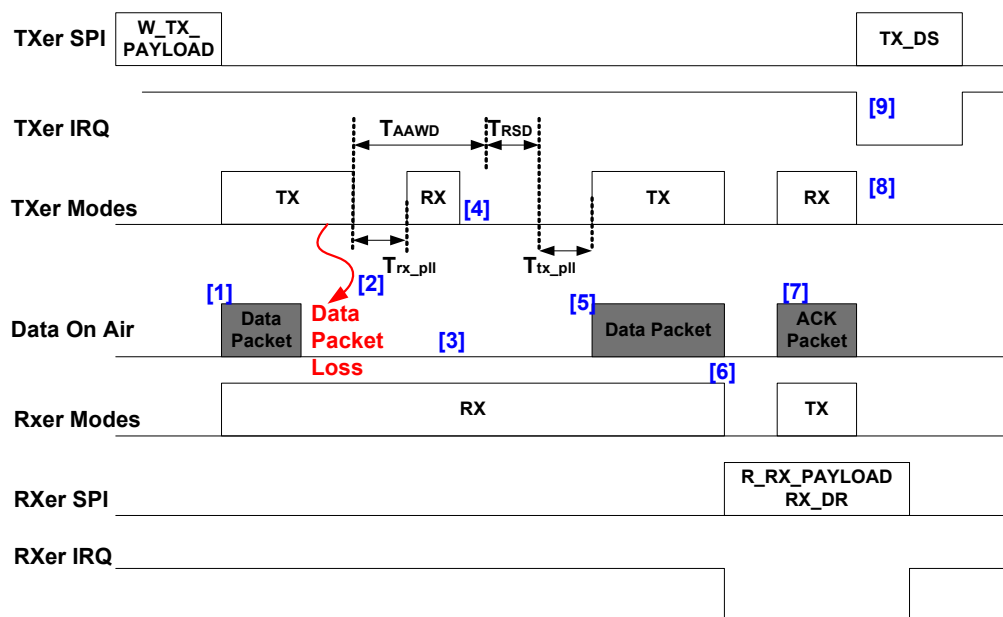 TXer SPI
W_TX_
PAYLOAD
TX_DS
TXer IRQ
[9]
TAAWD
TRSD
TXer Modes
TX
RX
[4]
TX
RX
[8]
Trx_pll
Ttx_pll
[2]
Data On Air
[1]
Data
Packet
Data
Packet
Loss
[3]
[5]
Data Packet
[7]
ACK
Packet
[6]
Rxer Modes
RX
TX
RXer SPI
R_RX_PAYLOAD
RX_DR
RXer IRQ